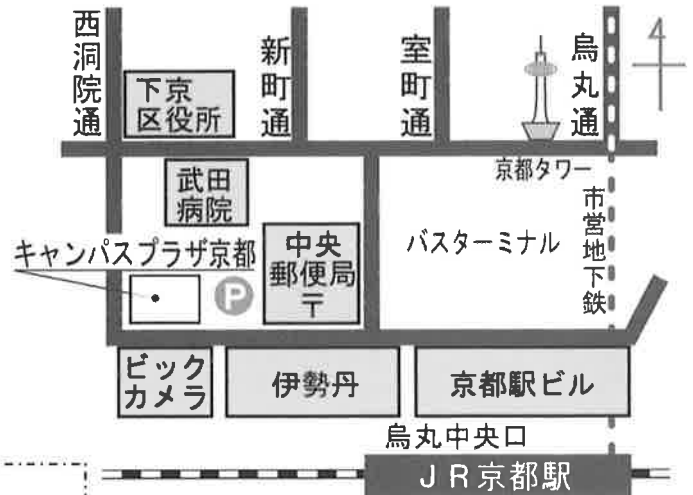 西洞院通
新町通
室町通
烏丸通
4
下京
区役所
京都タワー
武田
病院
市営地下鉄
中央
郵便局
〒
バスターミナル
キャンパスプラザ京都
P
ビック
カメラ
伊勢丹
京都駅ビル
烏丸中央口
JR京都駅